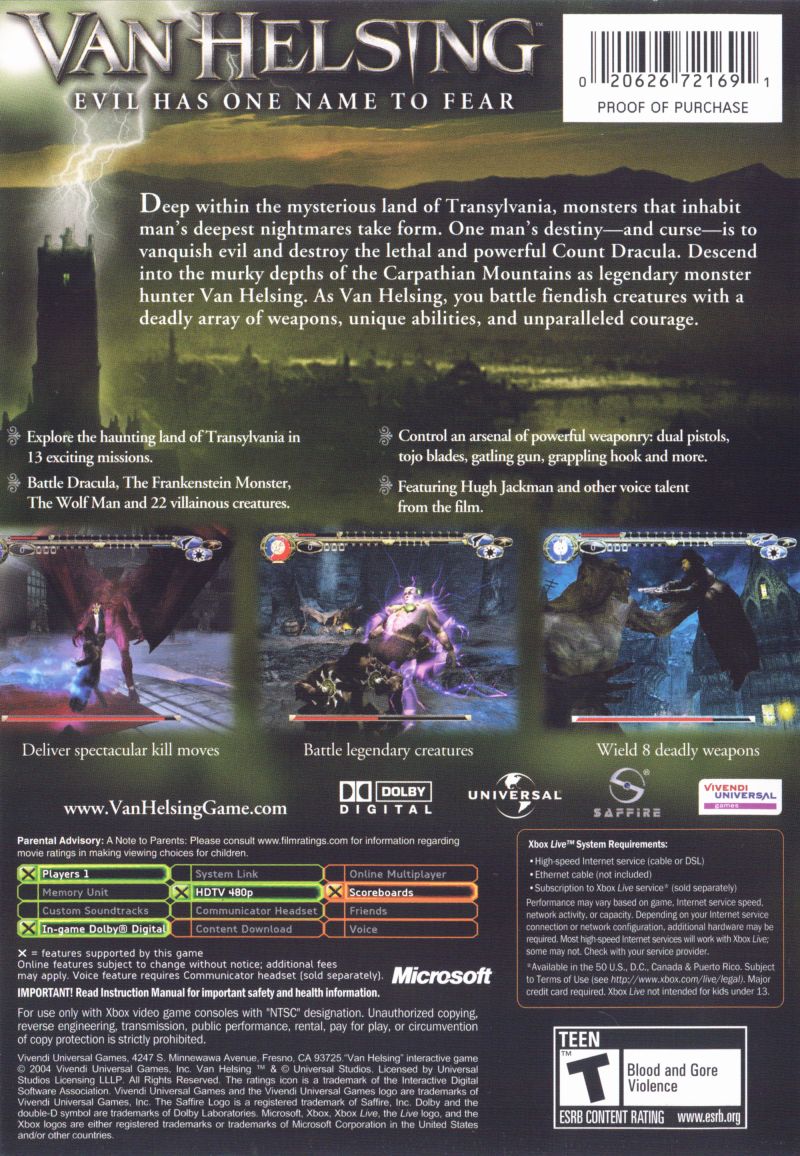 VAN HELSING™
EVIL HAS ONE NAME TO FEAR
0 20626 72169 1
PROOF OF PURCHASE
Deep within the mysterious land of Transylvania, monsters that inhabit
man's deepest nightmares take form. One man's destiny—and curse—is to
vanquish evil and destroy the lethal and powerful Count Dracula. Descend
into the murky depths of the Carpathian Mountains as legendary monster
hunter Van Helsing. As Van Helsing, you battle fiendish creatures with a
deadly array of weapons, unique abilities, and unparalleled courage.
Explore the haunting land of Transylvania in
13 exciting missions.
Battle Dracula, The Frankenstein Monster,
The Wolf Man and 22 villainous creatures.
Control an arsenal of powerful weaponry: dual pistols,
tojo blades, gatling gun, grappling hook and more.
Featuring Hugh Jackman and other voice talent
from the film.
Deliver spectacular kill moves
Battle legendary creatures
Wield 8 deadly weapons
www.VanHelsingGame.com
DOLBY
DIGITAL
UNIVERSAL
SAFFIRE®
VIVENDI
UNIVERSAL
games
Parental Advisory: A Note to Parents: Please consult www.filmratings.com for information regarding
movie ratings in making viewing choices for children.
Players 1
System Link
Online Multiplayer
Memory Unit
HDTV 480p
Scoreboards
Custom Soundtracks
Communicator Headset
Friends
In-game Dolby® Digital
Content Download
Voice
X = features supported by this game
Online features subject to change without notice; additional fees
may apply. Voice feature requires Communicator headset (sold separately).
Microsoft
IMPORTANT! Read Instruction Manual for important safety and health information.
For use only with Xbox video game consoles with "NTSC" designation. Unauthorized copying,
reverse engineering, transmission, public performance, rental, pay for play, or circumvention
of copy protection is strictly prohibited.
Vivendi Universal Games, 4247 S. Minnewawa Avenue, Fresno, CA 93725."Van Helsing" interactive game
© 2004 Vivendi Universal Games, Inc. Van Helsing ™ & © Universal Studios. Licensed by Universal
Studios Licensing LLLP. All Rights Reserved. The ratings icon is a trademark of the Interactive Digital
Software Association. Vivendi Universal Games and the Vivendi Universal Games logo are trademarks of
Vivendi Universal Games, Inc. The Saffire Logo is a registered trademark of Saffire, Inc. Dolby and the
double-D symbol are trademarks of Dolby Laboratories. Microsoft, Xbox, Xbox Live, the Live logo, and the
Xbox logos are either registered trademarks or trademarks of Microsoft Corporation in the United States
and/or other countries.
Xbox Live™ System Requirements:
• High-speed Internet service (cable or DSL)
• Ethernet cable (not included)
• Subscription to Xbox Live service* (sold separately)
Performance may vary based on game, Internet service speed,
network activity, or capacity. Depending on your Internet service
connection or network configuration, additional hardware may be
required. Most high-speed Internet services will work with Xbox Live;
some may not. Check with your service provider.
*Available in the 50 U.S., D.C., Canada & Puerto Rico. Subject
to Terms of Use (see http://www.xbox.com/live/legal). Major
credit card required. Xbox Live not intended for kids under 13.
TEEN
T™
Blood and Gore
Violence
ESRB CONTENT RATING www.esrb.org